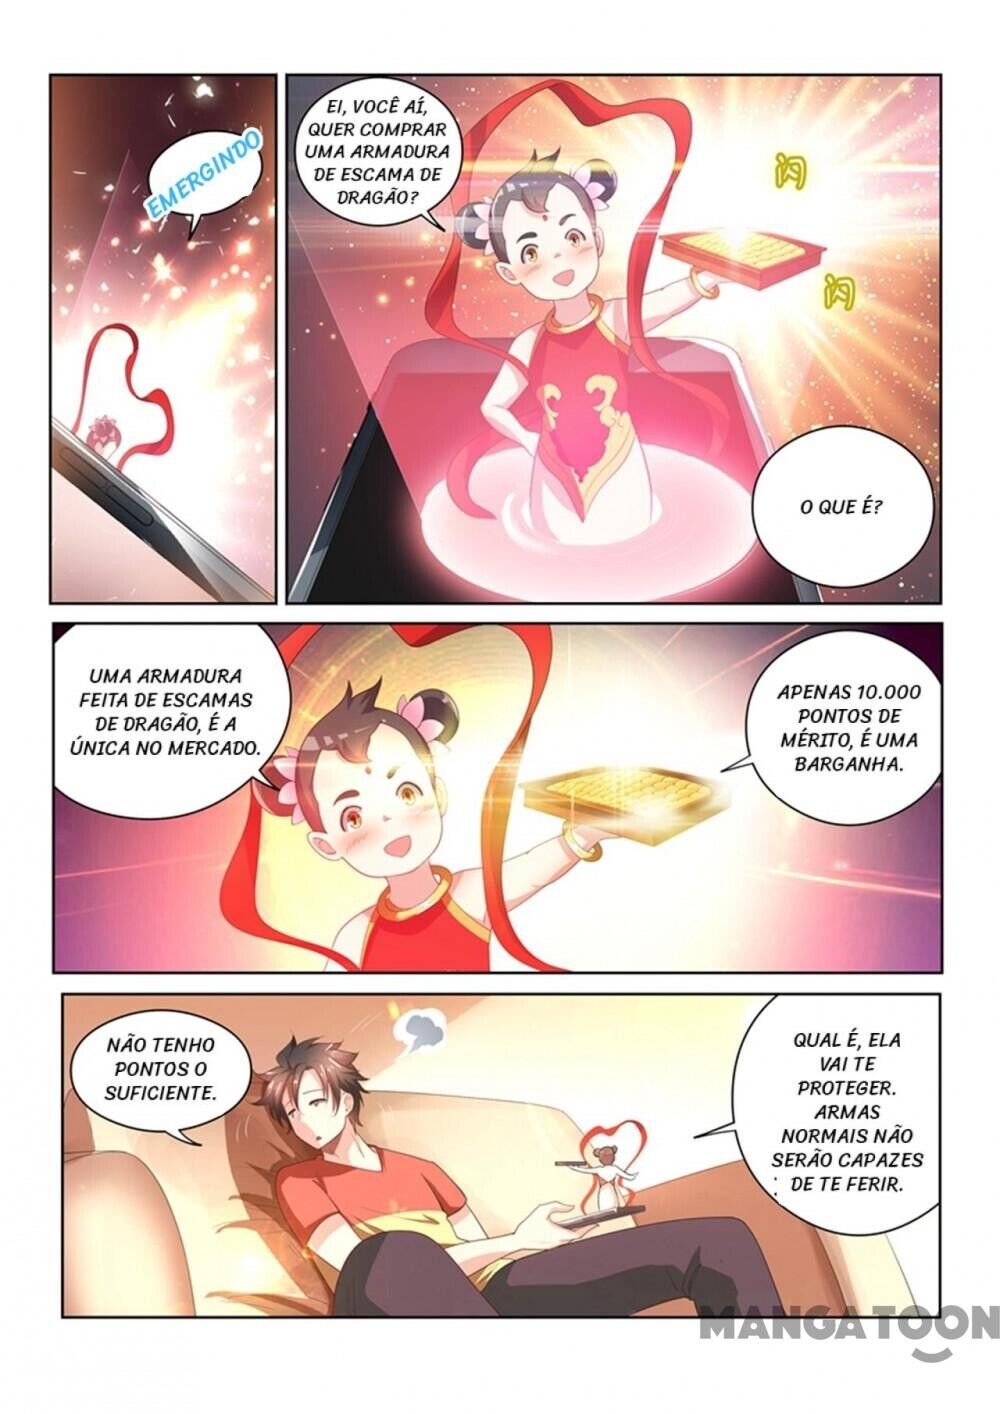 EMERGINDO
EI, VOCÊ AÍ,
QUER COMPRAR
UMA ARMADURA
DE ESCAMA DE
DRAGÃO?
闪
闪
O QUE É?
UMA ARMADURA
FEITA DE ESCAMAS
DE DRAGÃO, É A
ÚNICA NO MERCADO.
APENAS 10.000
PONTOS DE
MÉRITO, É UMA
BARGANHA.
NÃO TENHO
PONTOS O
SUFICIENTE.
QUAL É, ELA
VAI TE
PROTEGER.
ARMAS
NORMAIS NÃO
SERÃO CAPAZES
DE TE FERIR.
MANGATOON